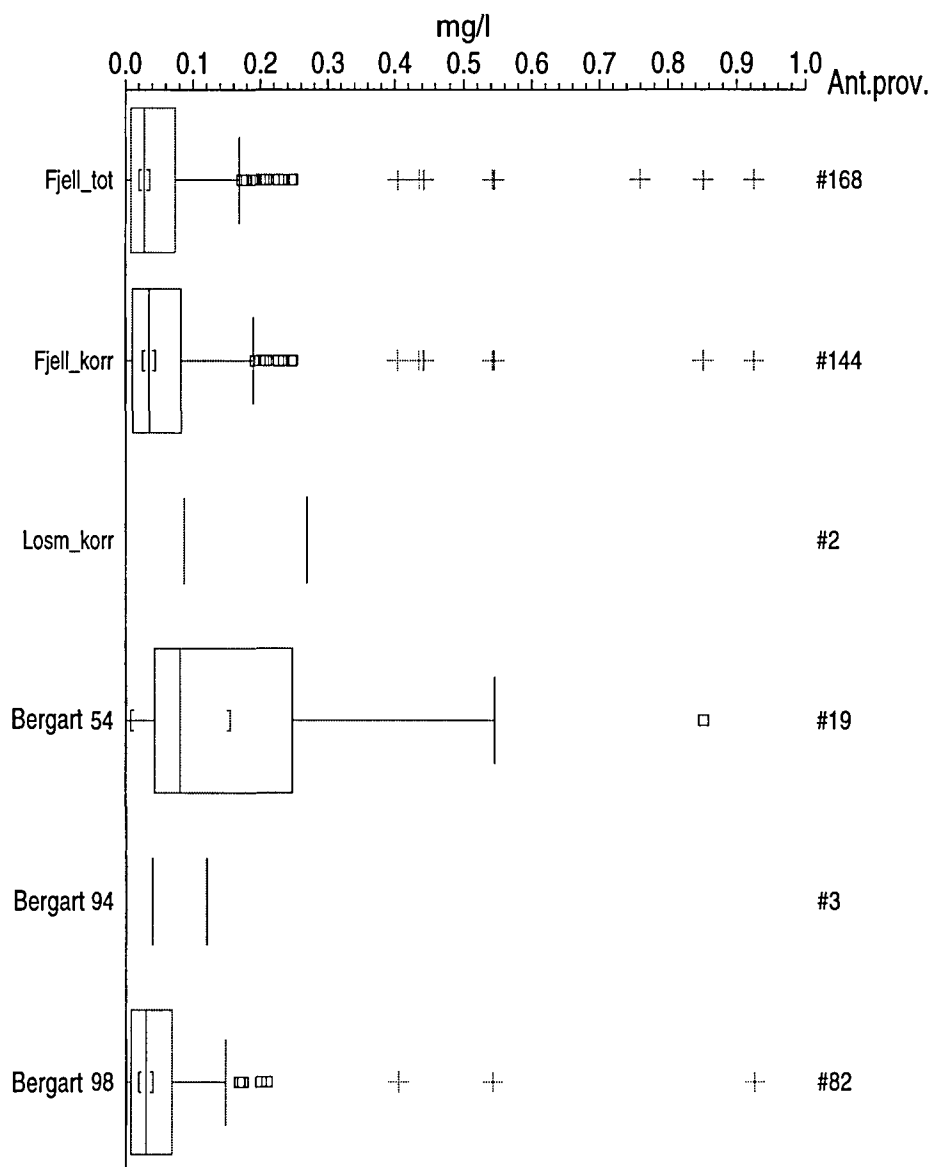 mg/l
0.0 0.1 0.2 0.3 0.4 0.5 0.6 0.7 0.8 0.9 1.0 Ant.prov.
Fjell_tot #168
Fjell_korr #144
Losm_korr #2
Bergart 54 #19
Bergart 94 #3
Bergart 98 #82